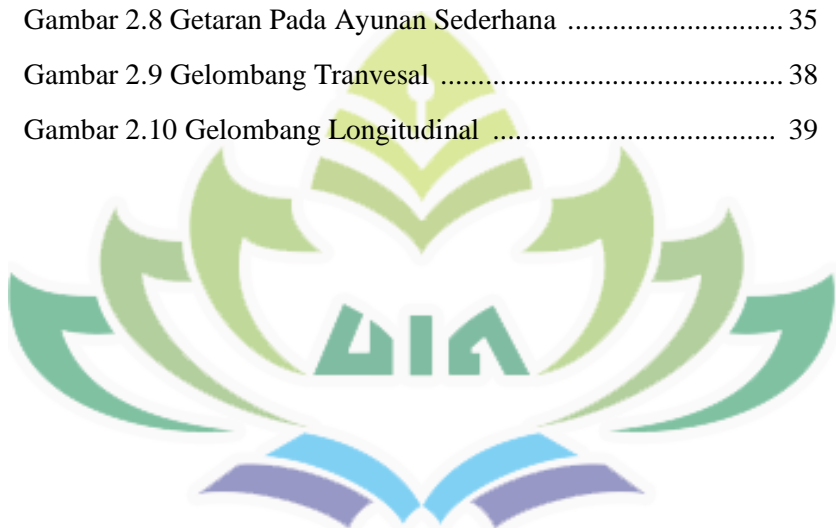 Gambar 2.8 Getaran Pada Ayunan Sederhana .................................. 35
Gambar 2.9 Gelombang Tranvesal ..................................................... 38
Gambar 2.10 Gelombang Longitudinal ............................................ 39
UIN